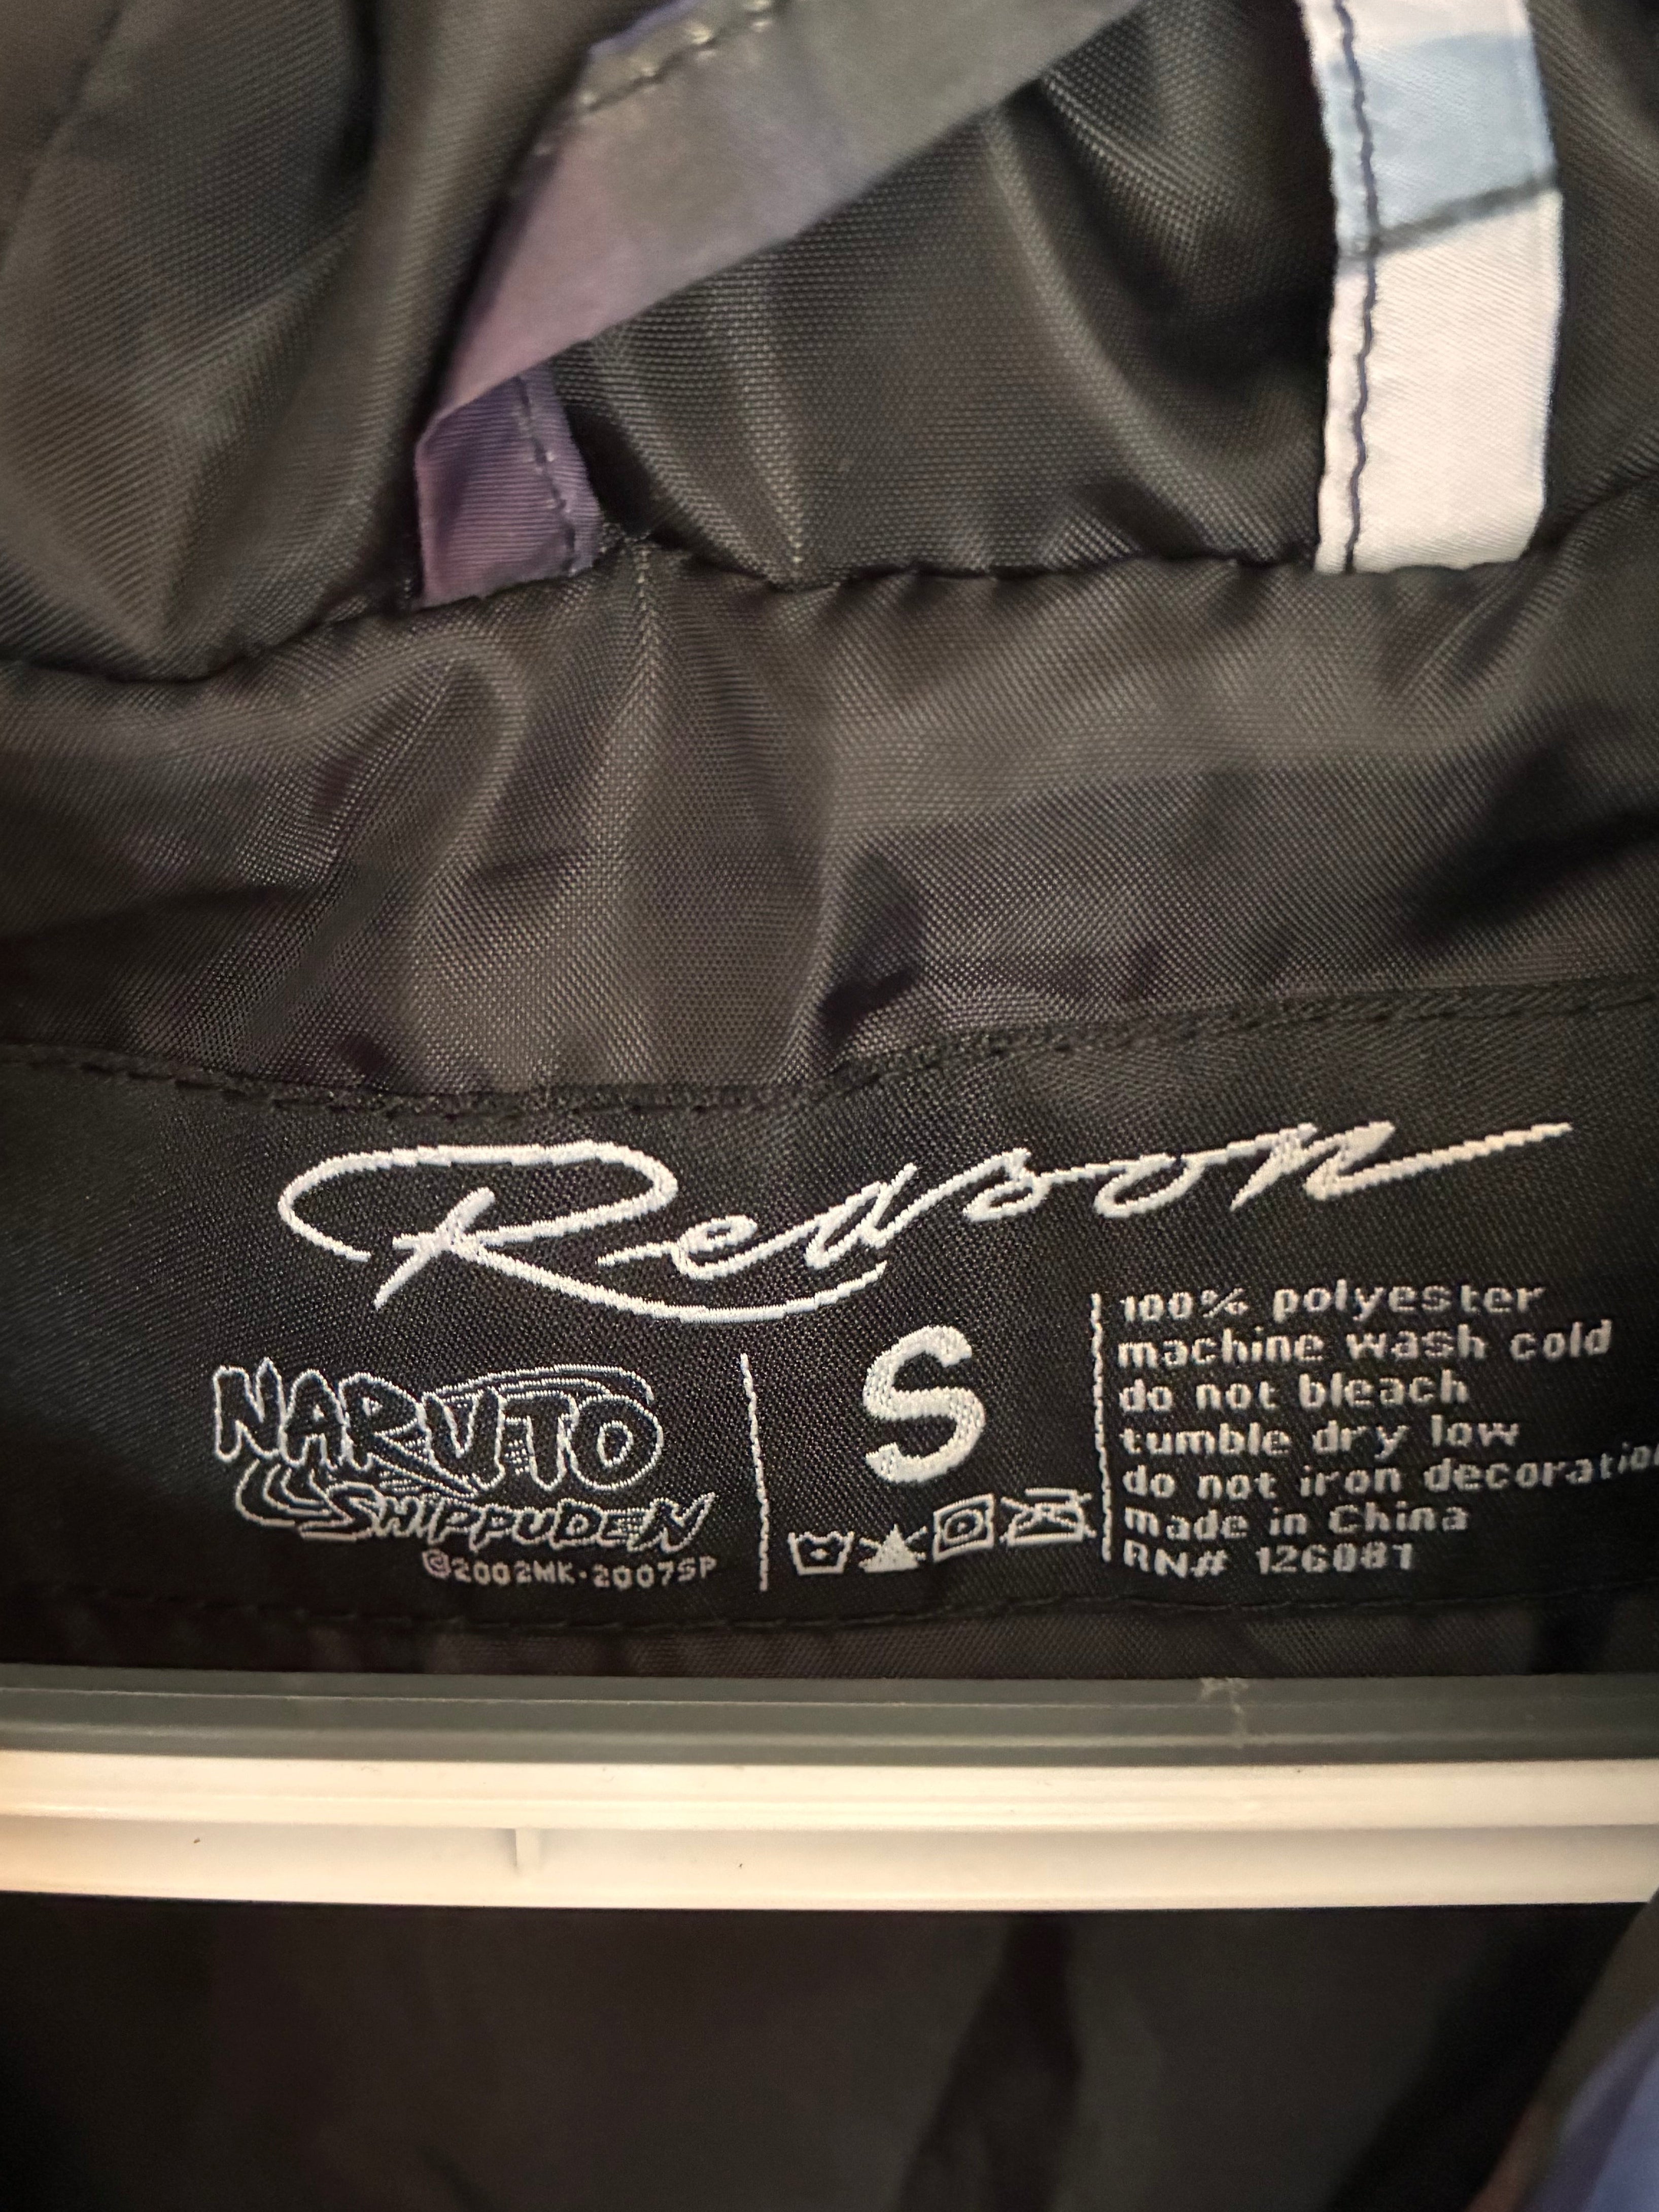 Reason
NARUTO
SHIPPUDEN
©2002MK·2007SP
S
100% polyester
machine wash cold
do not bleach
tumble dry low
do not iron decoration
made in China
RN# 126081